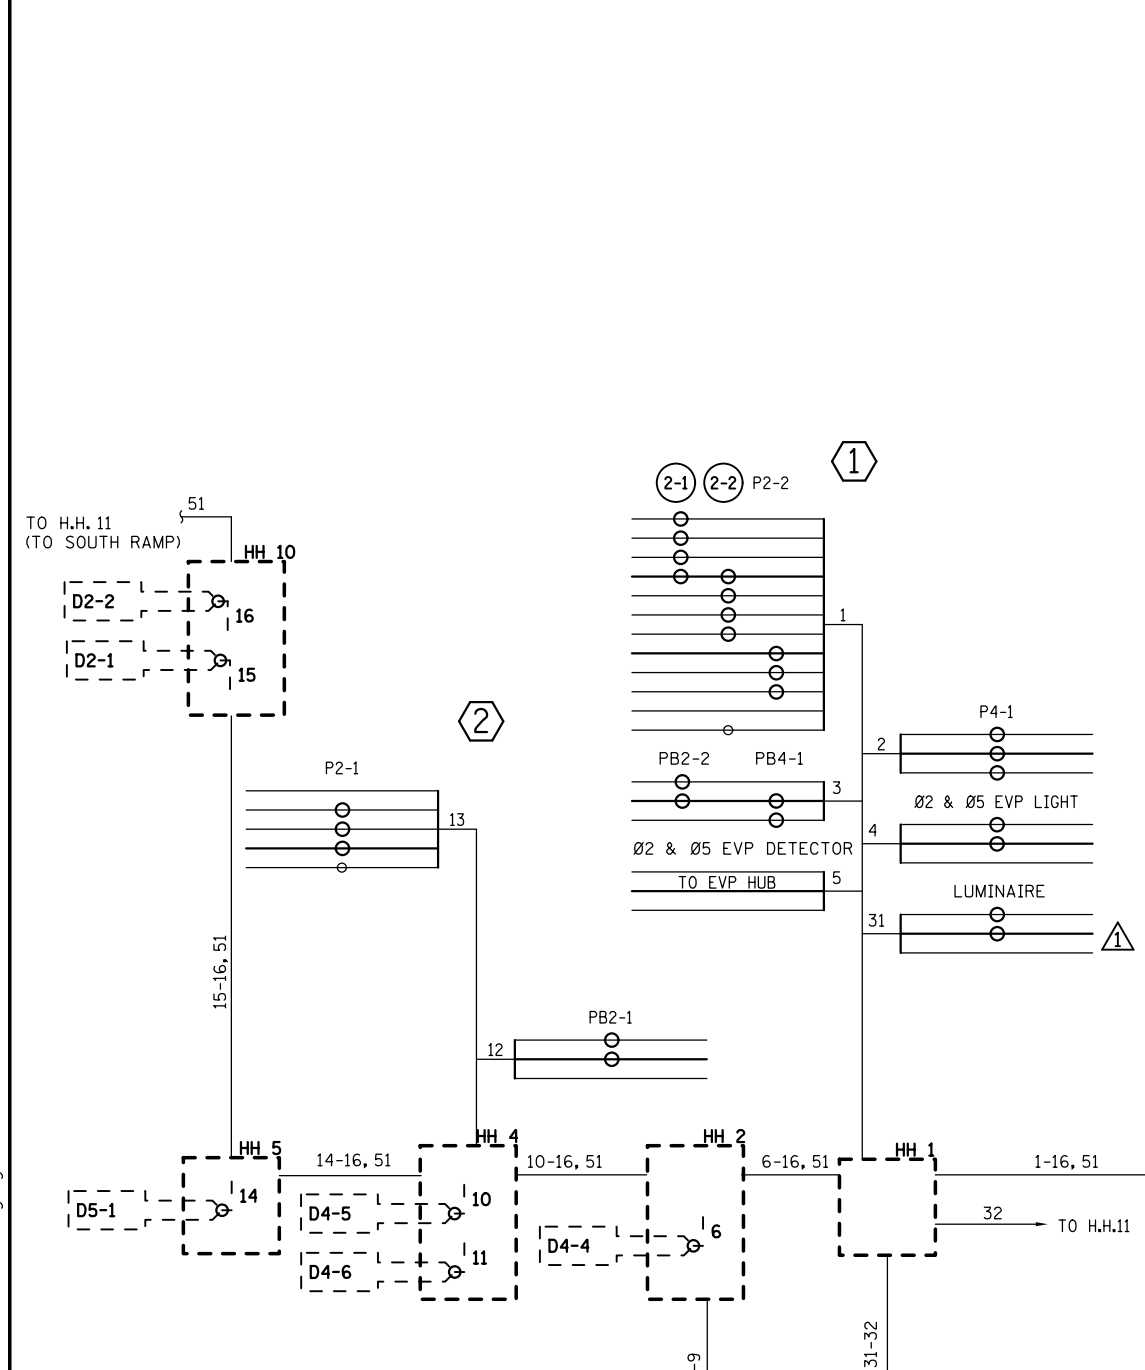 1
2-1 2-2 P2-2
51
TO H.H. 11
(TO SOUTH RAMP)
HH 10
D2-2
16
D2-1
15
1
2
P4-1
2
P2-1
PB2-2 PB4-1
3
Ø2 & Ø5 EVP LIGHT
13
4
Ø2 & Ø5 EVP DETECTOR
TO EVP HUB
5
LUMINAIRE
31
1
15-16, 51
PB2-1
12
HH 5
HH 4
HH 2
HH 1
14-16, 51
10-16, 51
6-16, 51
1-16, 51
14
10
D5-1
D4-5
32
TO H.H.11
6
D4-4
11
D4-6
31-32
-9